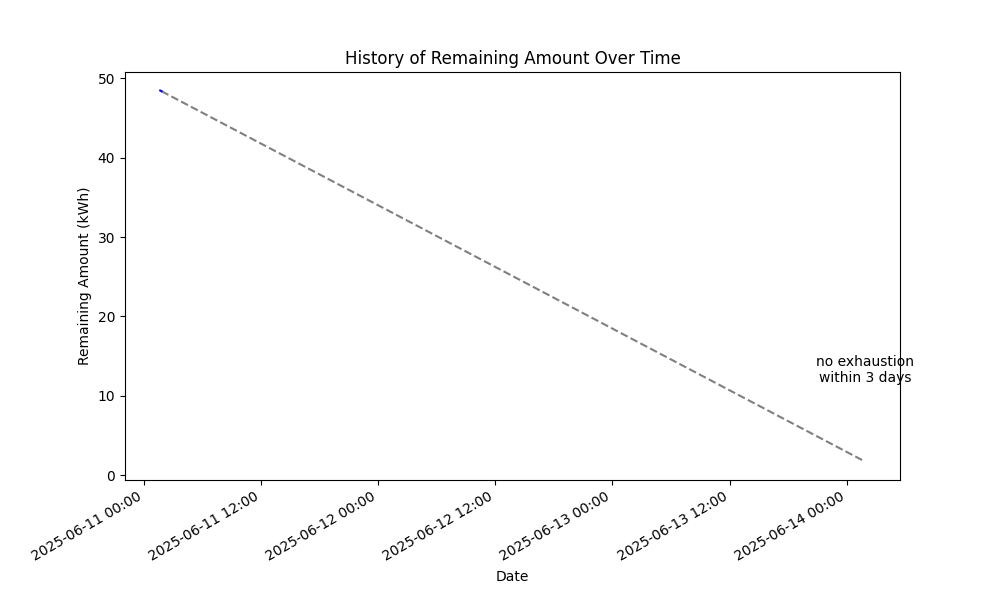 History of Remaining Amount Over Time
Remaining Amount (kWh)
50
40
30
20
10
0
no exhaustion
within 3 days
2025-06-11 00:00
2025-06-11 12:00
2025-06-12 00:00
2025-06-12 12:00
2025-06-13 00:00
2025-06-13 12:00
2025-06-14 00:00
Date